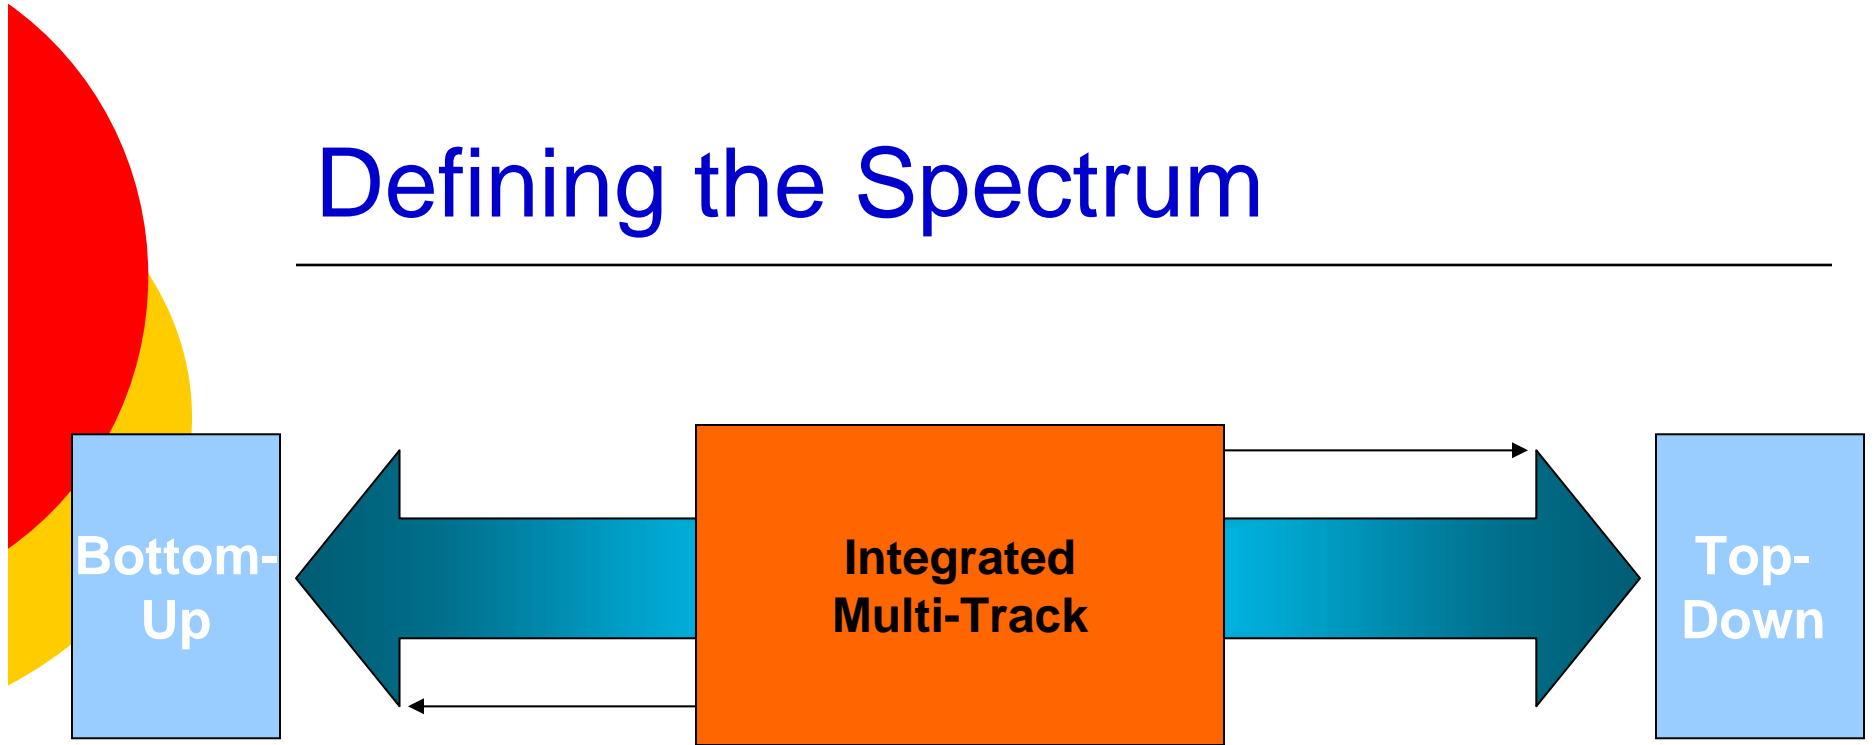 Defining the Spectrum
Bottom-
Up
Integrated
Multi-Track
Top-
Down